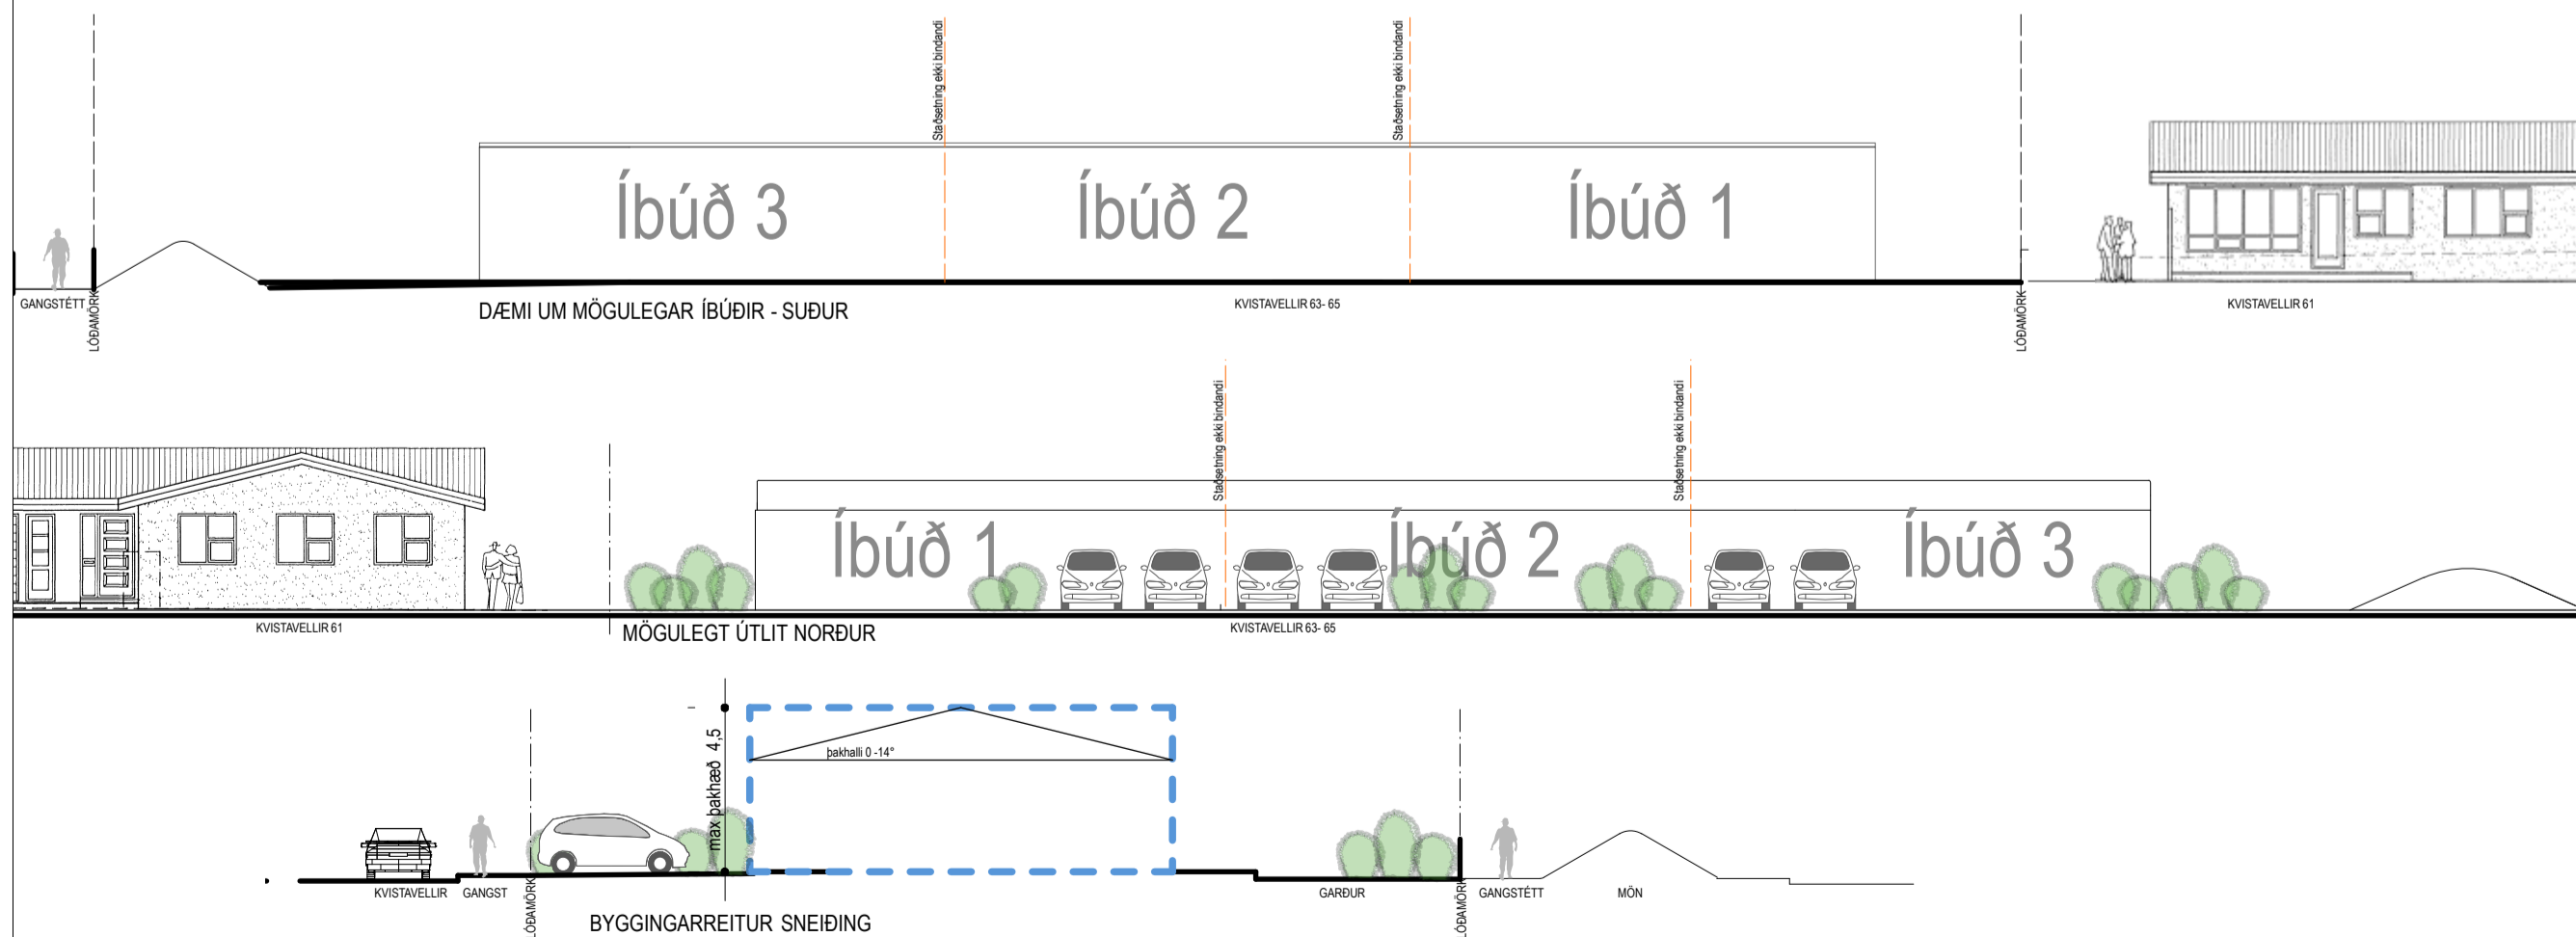 Staðsetning ekki bindandi
Staðsetning ekki bindandi
Íbúð 3
Íbúð 2
Íbúð 1
GANGSTÉTT
LÓÐAMÖRK
DÆMI UM MÖGULEGAR ÍBÚÐIR - SUÐUR
KVISTAVELLIR 63- 65
LÓÐAMÖRK
KVISTAVELLIR 61
Staðsetning ekki bindandi
Staðsetning ekki bindandi
Íbúð 1
Íbúð 2
Íbúð 3
KVISTAVELLIR 61
MÖGULEGT ÚTLIT NORÐUR
KVISTAVELLIR 63- 65
max þakhæð 4,5
þakhalli 0 -14°
KVISTAVELLIR
GANGST
LÓÐAMÖRK
GARÐUR
LÓÐAMÖRK
GANGSTÉTT
MÖN
BYGGINGARREITUR SNEIÐING